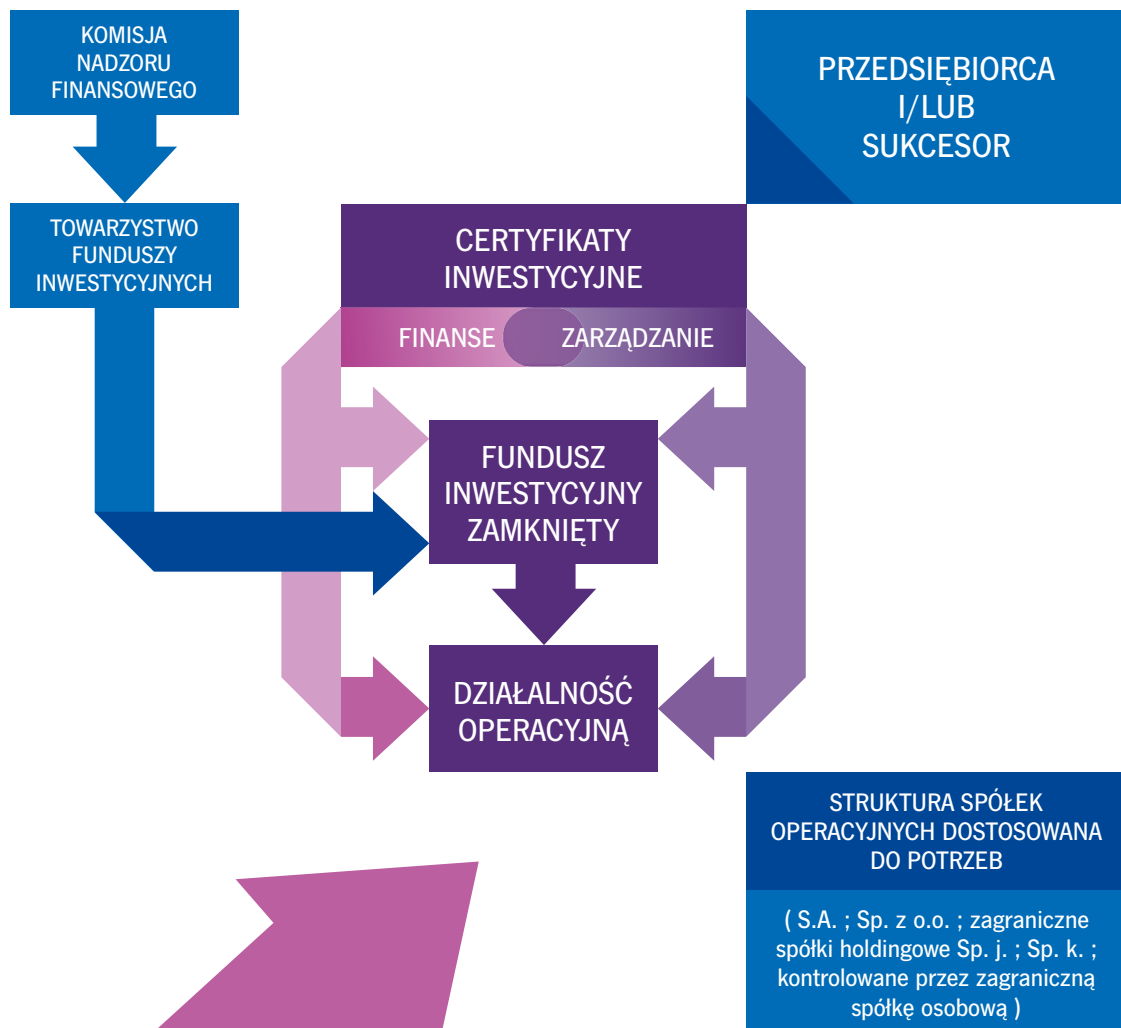 KOMISJA
NADZORU
FINANSOWEGO
PRZEDSIĘBIORCA
I/LUB
SUKCESOR
TOWARZYSTWO
FUNDUSZY
INWESTYCYJNYCH
CERTYFIKATY
INWESTYCYJNE
FINANSE ZARZĄDZANIE
FUNDUSZ
INWESTYCYJNY
ZAMKNIĘTY
DZIAŁALNOŚĆ
OPERACYJNĄ
STRUKTURA SPÓŁEK
OPERACYJNYCH DOSTOSOWANA
DO POTRZEB
( S.A. ; Sp. z o.o. ; zagraniczne
spółki holdingowe Sp. j. ; Sp. k. ;
kontrolowane przez zagraniczną
spółkę osobową )